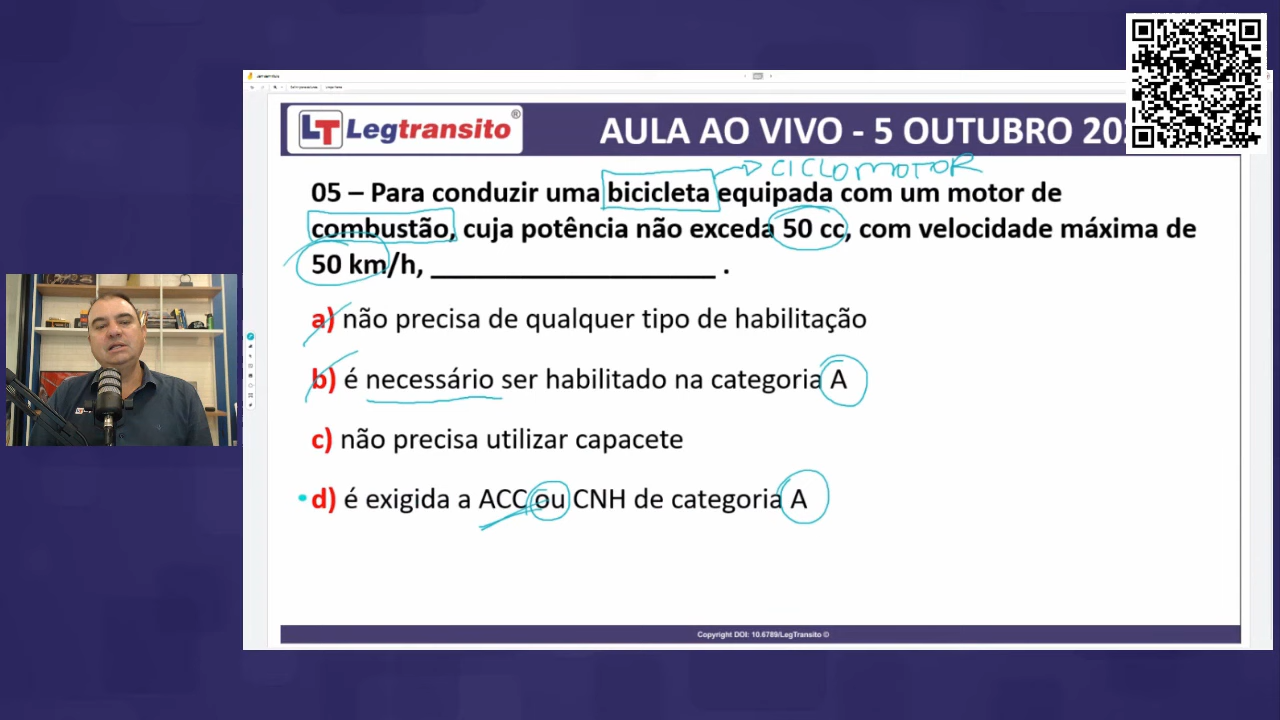 LT Legtransito ®
AULA AO VIVO - 5 OUTUBRO 20
CICLOMOTOR
05 – Para conduzir uma bicicleta equipada com um motor de
combustão, cuja potência não exceda 50 cc, com velocidade máxima de
50 km/h, ____________________ .
a) não precisa de qualquer tipo de habilitação
b) é necessário ser habilitado na categoria A
c) não precisa utilizar capacete
d) é exigida a ACC ou CNH de categoria A
Copyright DOI: 10.6789/LegTransito ©